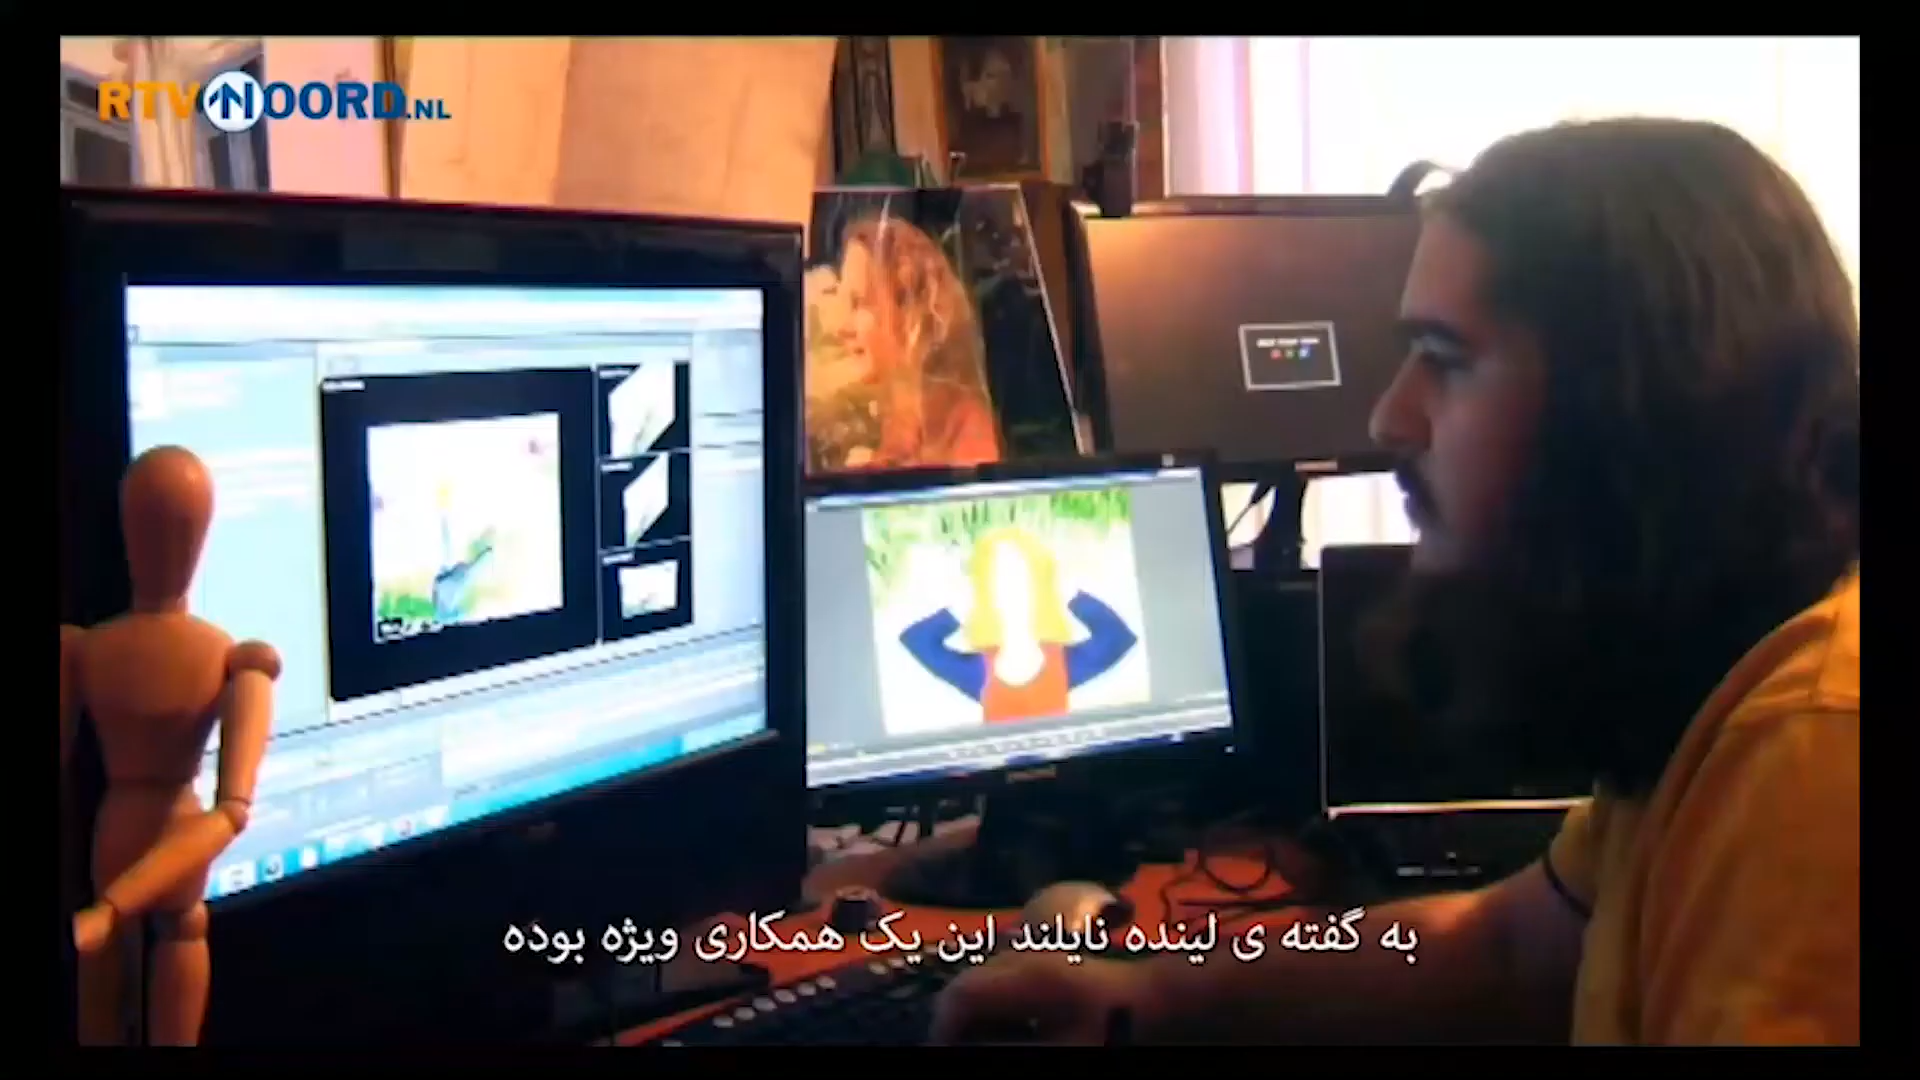 RTV NOORD.NL
به گفته ی لینده نایلند این یک همکاری ویژه بوده